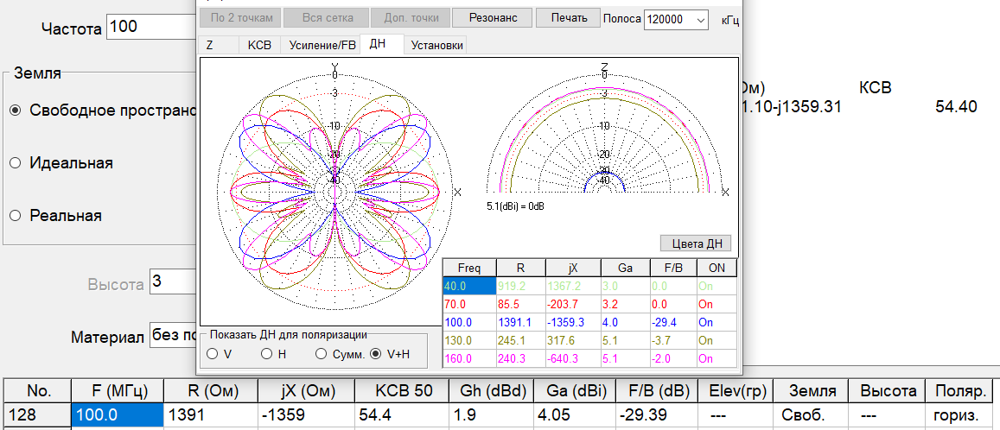 По 2 точкам Вся сетка Доп. точки Резонанс Печать Полоса 120000 кГц
Частота 100
Z КСВ Усиление/FB ДН Установки
Земля
Свободное пространс
Идеальная
Реальная
Высота 3
Материал без по
Y
0
-3
-10
-20
-30
-40
X
Z
0
-3
-10
-20
-30
-40
X
5.1(dBi) = 0dB
Ом) КСВ
1.10-j1359.31 54.40
Цвета ДН
Freq R jX Ga F/B ON
40.0 919.2 1367.2 3.0 0.0 On
70.0 85.5 -203.7 3.2 0.0 On
100.0 1391.1 -1359.3 4.0 -29.4 On
130.0 245.1 317.6 5.1 -3.7 On
160.0 240.3 -640.3 5.1 -2.0 On
Показать ДН для поляризации
V H Сумм. V+H
No. F (МГц) R (Ом) jX (Ом) КСВ 50 Gh (dBd) Ga (dBi) F/B (dB) Elev(гр) Земля Высота Поляр.
128 100.0 1391 -1359 54.4 1.9 4.05 -29.39 --- Своб. --- гориз.